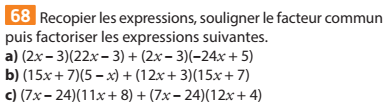 68 Recopier les expressions, souligner le facteur commun
puis factoriser les expressions suivantes.
a) (2x – 3)(22x – 3) + (2x – 3)(–24x + 5)
b) (15x + 7)(5 – x) + (12x + 3)(15x + 7)
c) (7x – 24)(11x + 8) + (7x – 24)(12x + 4)